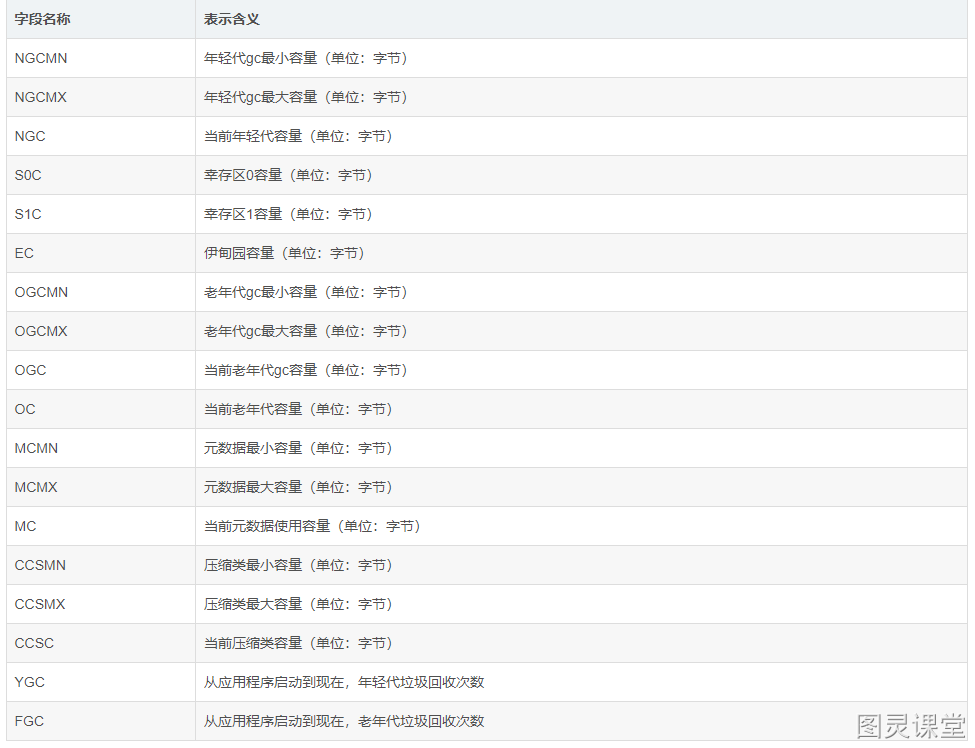 字段名称 表示含义
NGCMN 年轻代gc最小容量（单位：字节）
NGCMX 年轻代gc最大容量（单位：字节）
NGC 当前年轻代容量（单位：字节）
S0C 幸存区0容量（单位：字节）
S1C 幸存区1容量（单位：字节）
EC 伊甸园容量（单位：字节）
OGCMN 老年代gc最小容量（单位：字节）
OGCMX 老年代gc最大容量（单位：字节）
OGC 当前老年代gc容量（单位：字节）
OC 当前老年代容量（单位：字节）
MCMN 元数据最小容量（单位：字节）
MCMX 元数据最大容量（单位：字节）
MC 当前元数据使用容量（单位：字节）
CCSMN 压缩类最小容量（单位：字节）
CCSMX 压缩类最大容量（单位：字节）
CCSC 当前压缩类容量（单位：字节）
YGC 从应用程序启动到现在，年轻代垃圾回收次数
FGC 从应用程序启动到现在，老年代垃圾回收次数
图灵课堂